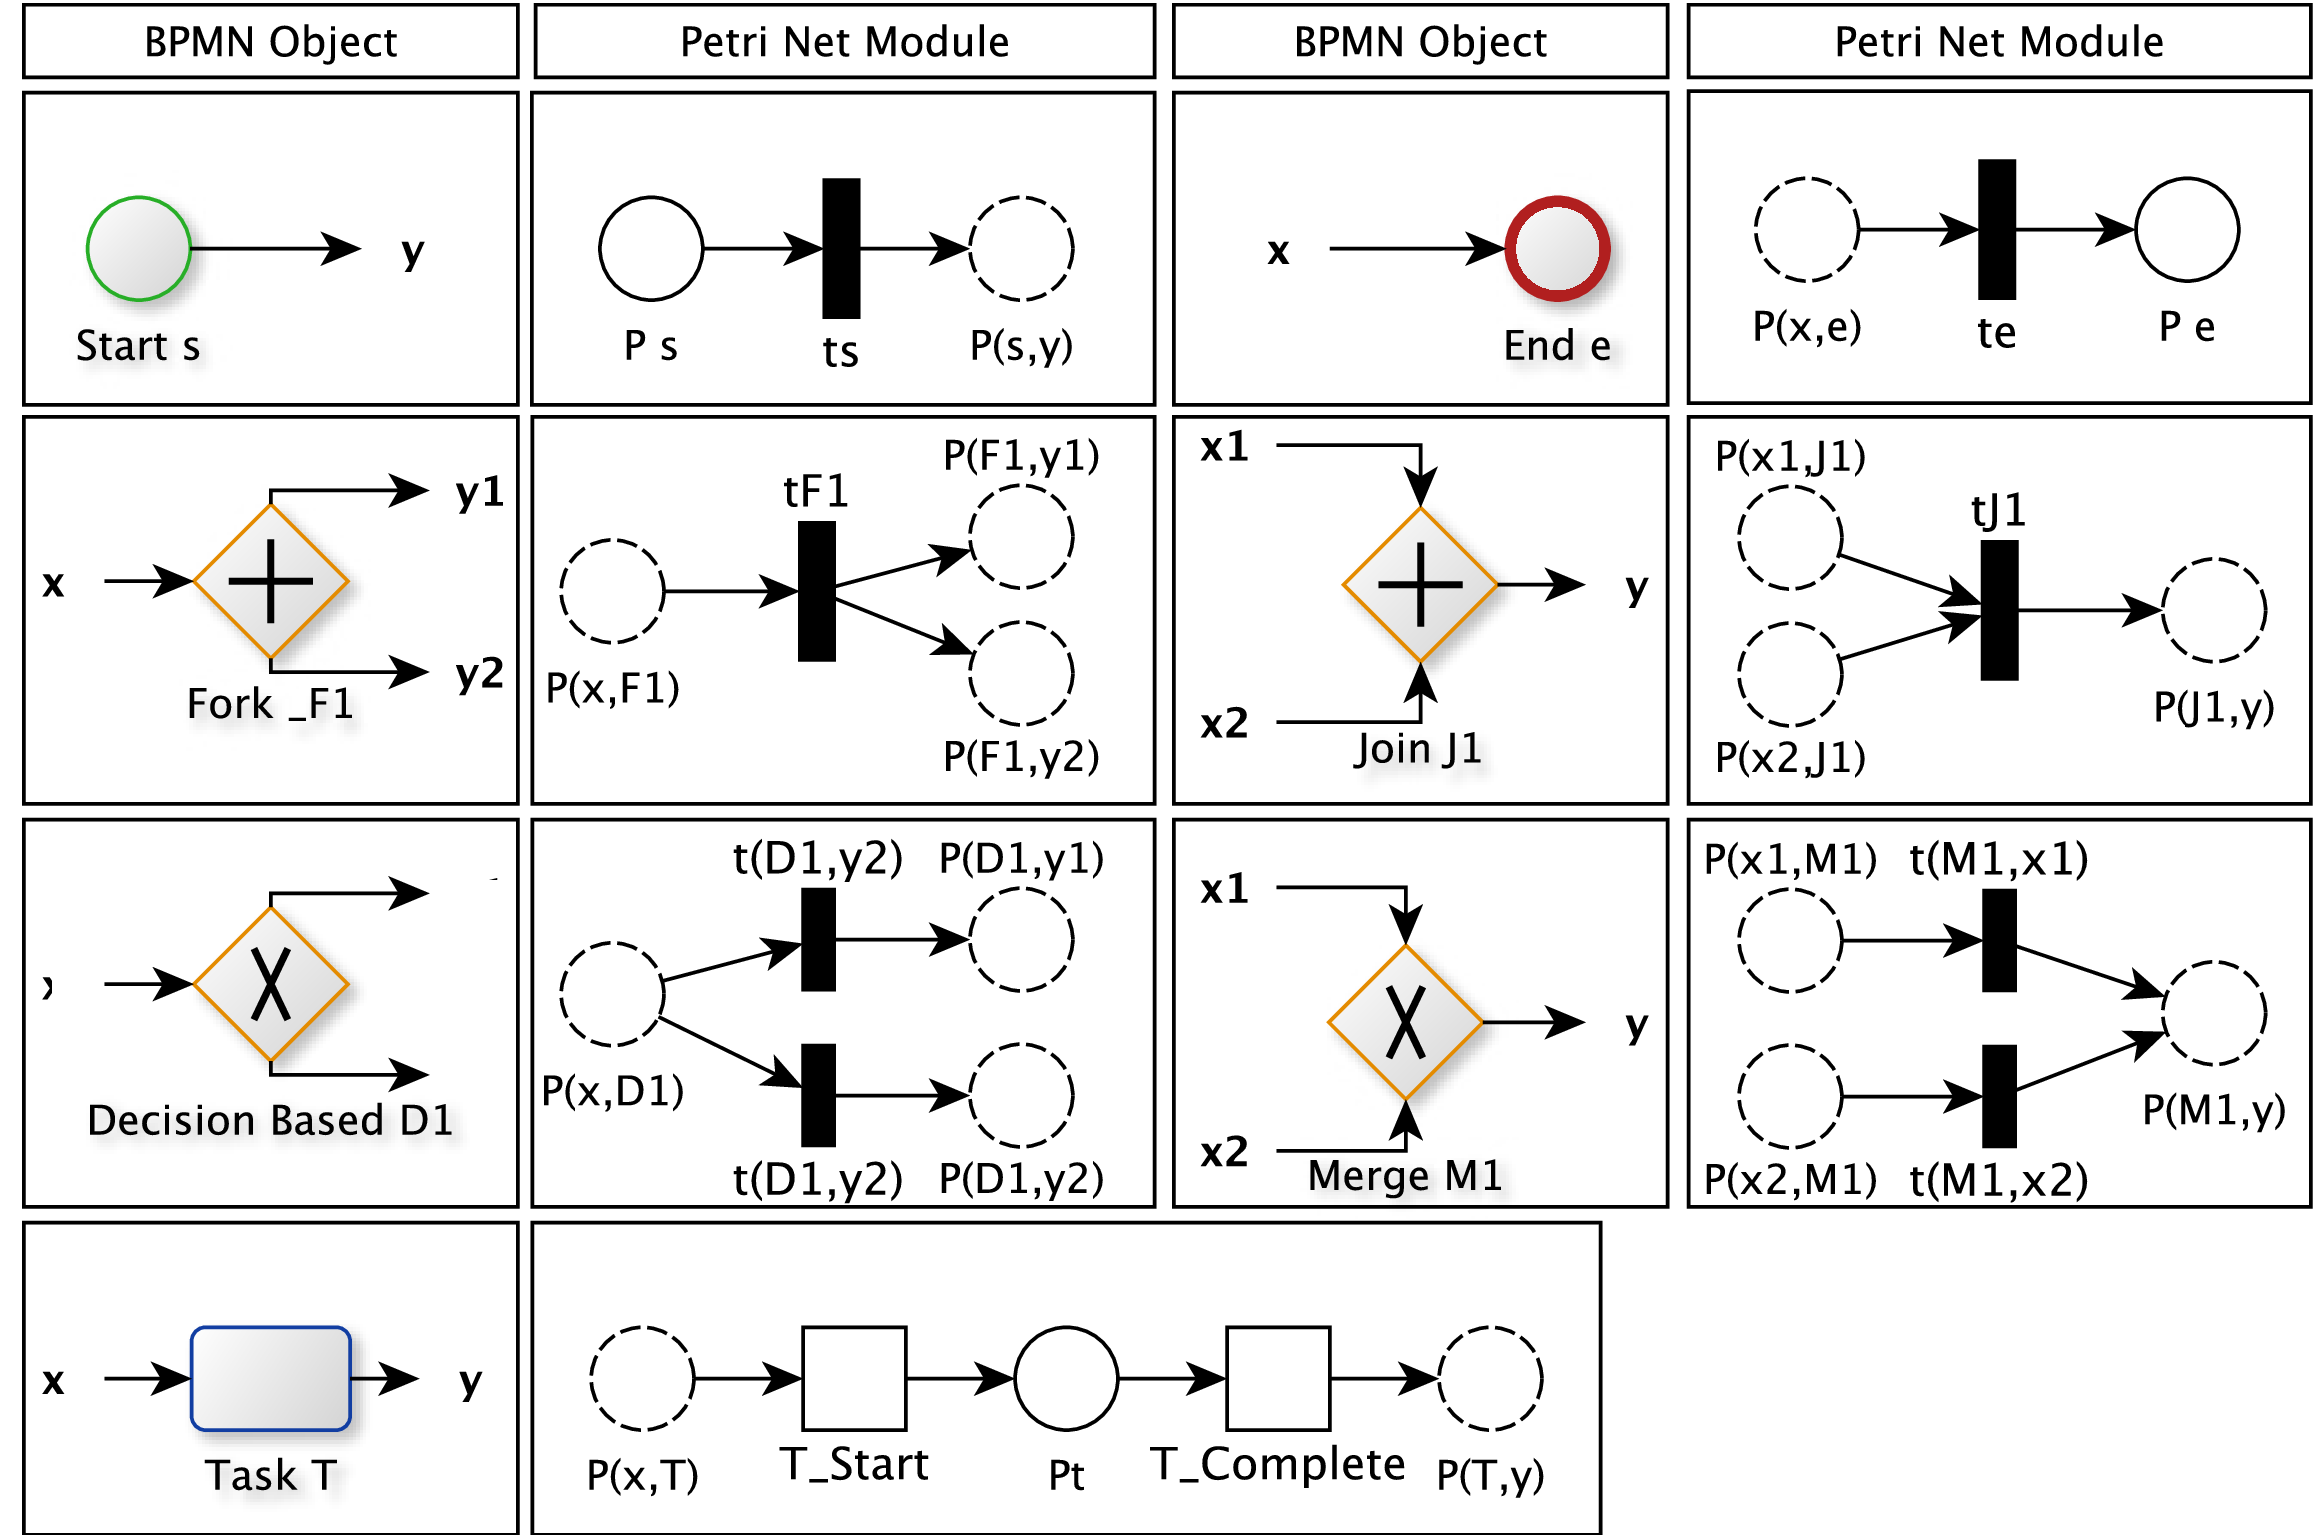 BPMN Object
Petri Net Module
BPMN Object
Petri Net Module
y
Start s
P s
ts
P(s,y)
x
End e
P(x,e)
te
P e
x
y1
y2
Fork _F1
P(x,F1)
tF1
P(F1,y1)
P(F1,y2)
x1
x2
y
Join J1
P(x1,J1)
P(x2,J1)
tJ1
P(J1,y)
Decision Based D1
P(x,D1)
t(D1,y2)
P(D1,y1)
t(D1,y2)
P(D1,y2)
x1
x2
y
Merge M1
P(x1,M1)
t(M1,x1)
P(x2,M1)
t(M1,x2)
P(M1,y)
x
y
Task T
P(x,T)
T_Start
Pt
T_Complete
P(T,y)